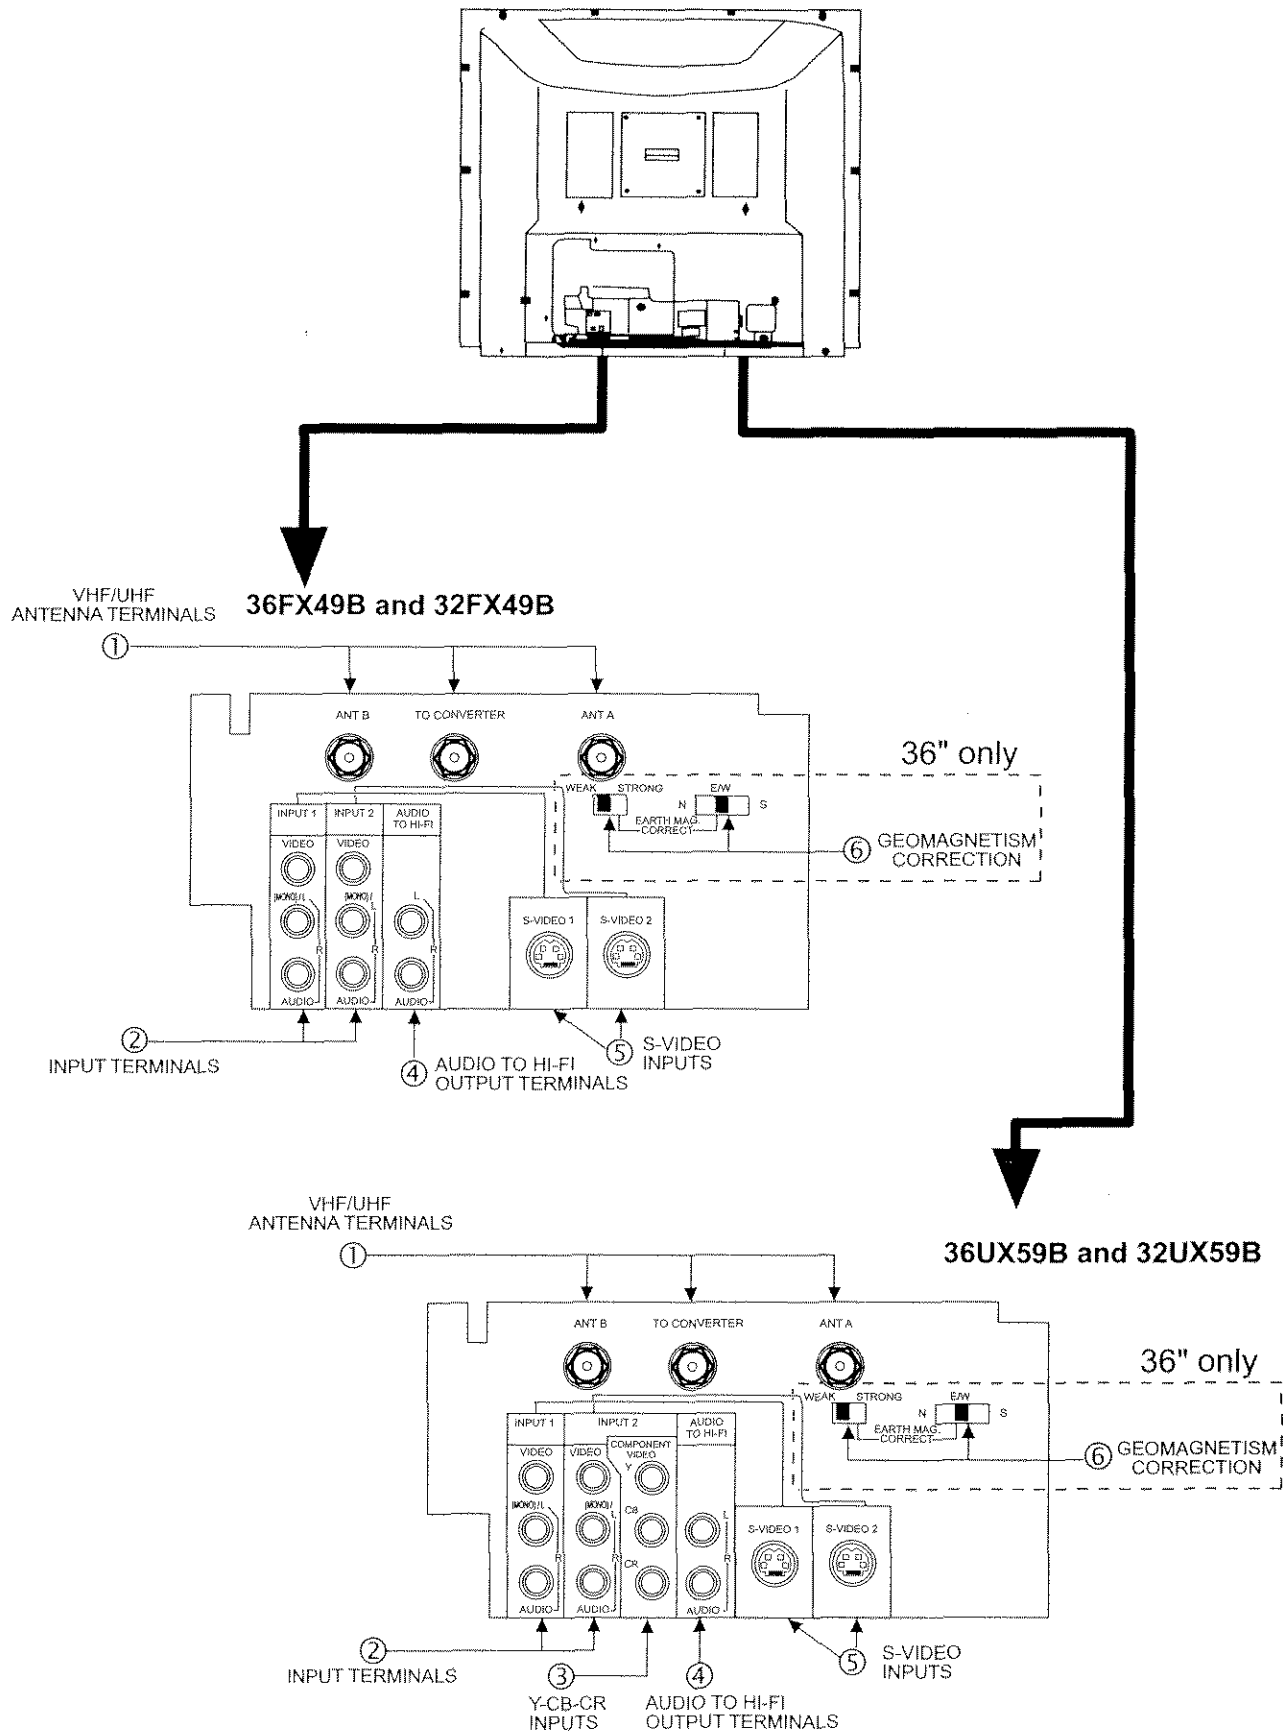 VHF/UHF
ANTENNA TERMINALS
①
36FX49B and 32FX49B
ANT B
TO CONVERTER
ANT A
36" only
WEAK
STRONG
N
E/W
S
EARTH MAG.
CORRECT
⑥ GEOMAGNETISM
CORRECTION
INPUT 1
INPUT 2
AUDIO
TO HI-FI
VIDEO
VIDEO
(MONO) / L
(MONO) /
L
L
R
R
R
AUDIO
AUDIO
AUDIO
S-VIDEO 1
S-VIDEO 2
②
INPUT TERMINALS
④ AUDIO TO HI-FI
OUTPUT TERMINALS
⑤ S-VIDEO
INPUTS
VHF/UHF
ANTENNA TERMINALS
①
36UX59B and 32UX59B
ANT B
TO CONVERTER
ANT A
36" only
WEAK
STRONG
N
E/W
S
EARTH MAG.
CORRECT
⑥ GEOMAGNETISM
CORRECTION
INPUT 1
INPUT 2
AUDIO
TO HI-FI
VIDEO
VIDEO
COMPONENT
VIDEO
Y
(MONO) / L
(MONO) /
L
CB
L
R
R
CR
R
AUDIO
AUDIO
AUDIO
S-VIDEO 1
S-VIDEO 2
②
INPUT TERMINALS
③
Y-CB-CR
INPUTS
④
AUDIO TO HI-FI
OUTPUT TERMINALS
⑤ S-VIDEO
INPUTS